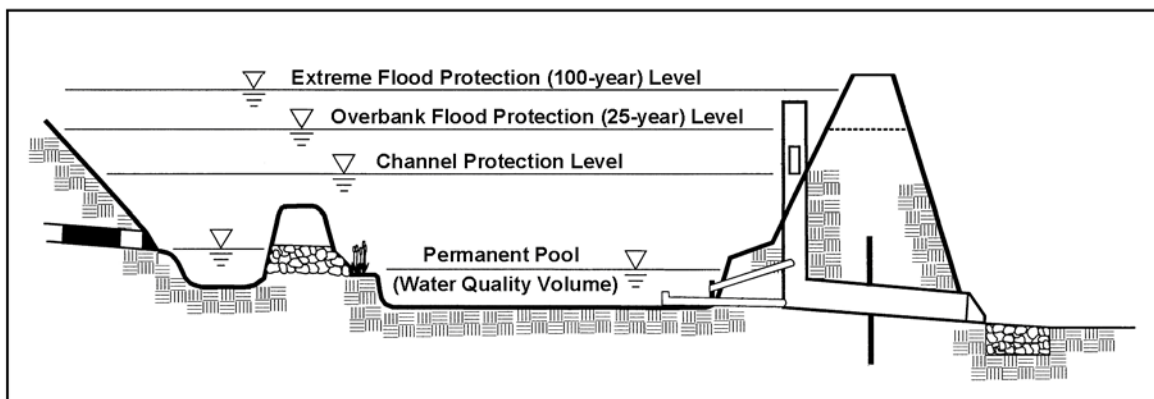 Extreme Flood Protection (100-year) Level
Overbank Flood Protection (25-year) Level
Channel Protection Level
Permanent Pool
(Water Quality Volume)